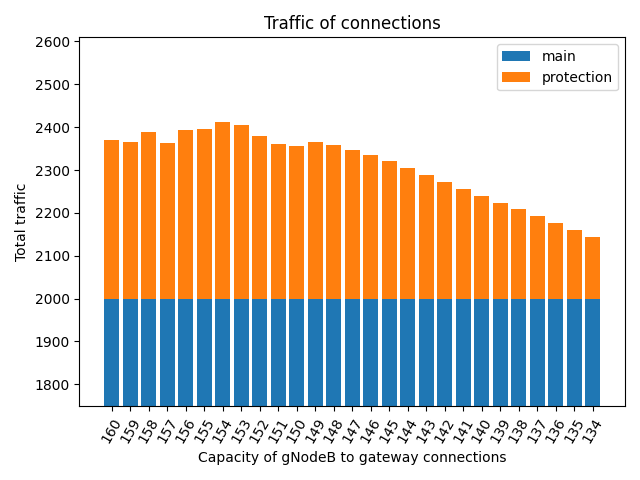 Traffic of connections
2600
2500
2400
2300
2200
2100
2000
1900
1800
Total traffic
main
protection
160 159 158 157 156 155 154 153 152 151 150 149 148 147 146 145 144 143 142 141 140 139 138 137 136 135 134
Capacity of gNodeB to gateway connections